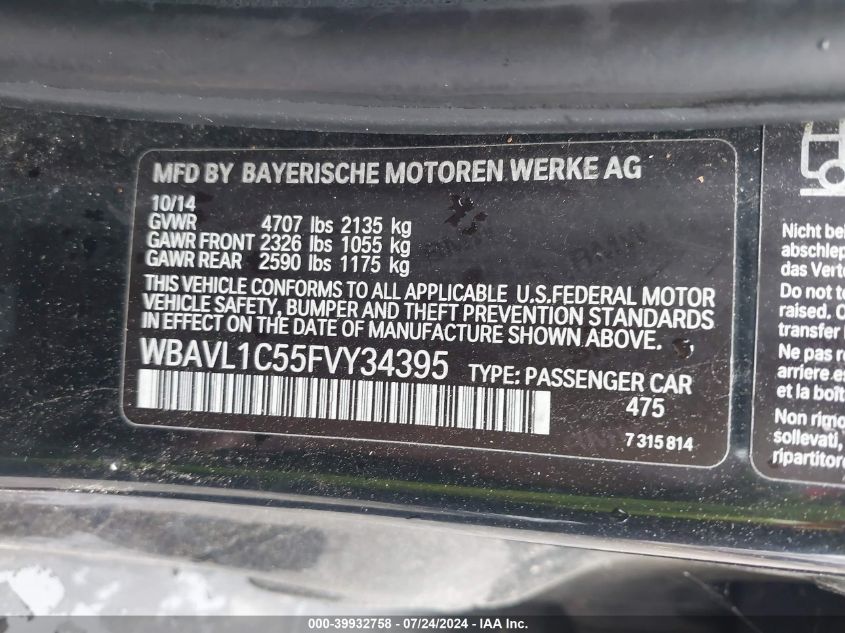 MFD BY BAYERISCHE MOTOREN WERKE AG
10/14
GVWR 4707 lbs 2135 kg
GAWR FRONT 2326 lbs 1055 kg
GAWR REAR 2590 lbs 1175 kg
THIS VEHICLE CONFORMS TO ALL APPLICABLE U.S.FEDERAL MOTOR
VEHICLE SAFETY, BUMPER AND THEFT PREVENTION STANDARDS
IN EFFECT ON THE DATE OF MANUFACTURE SHOWN ABOVE.
WBAVL1C55FVY34395 TYPE: PASSENGER CAR
475
7 315 814
Nicht
abschlep
das
Do not to
raised.
transfer
Ne pas
arriere
et la
Non
sollevati,
000-39932758 / 07/24/2024 / IAA Inc.